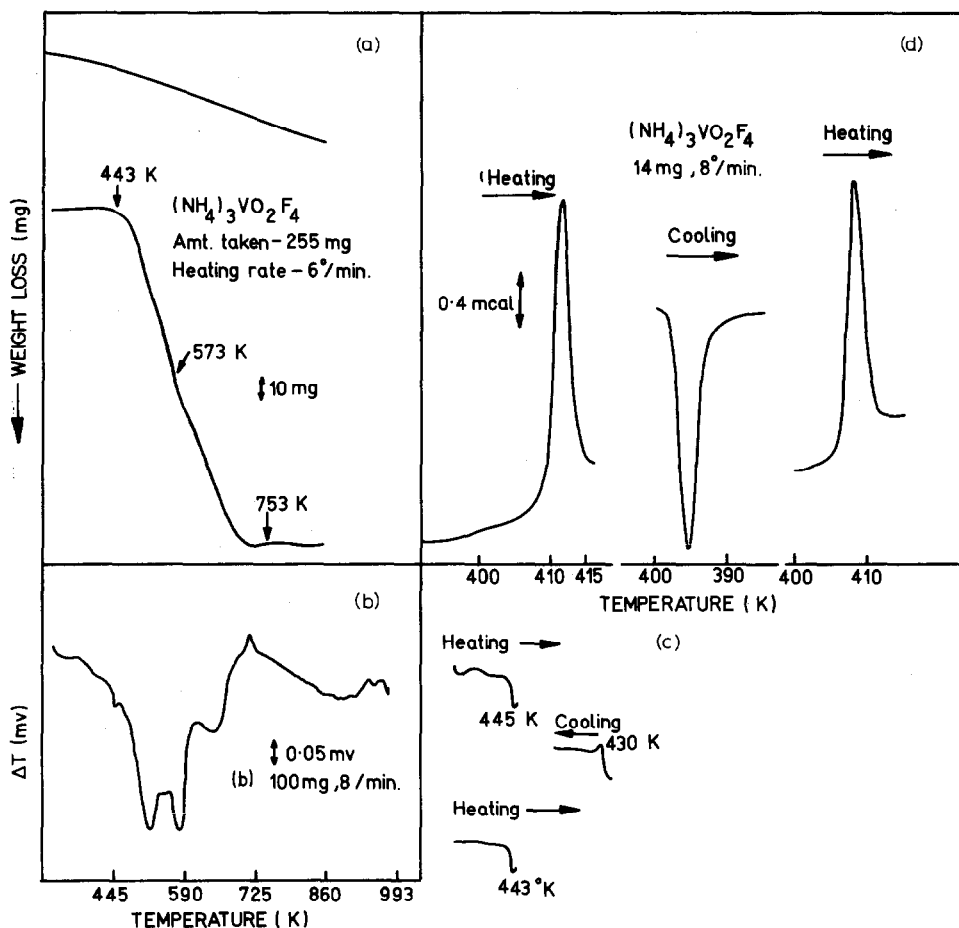 (a)
443 K
(NH4)3VO2F4
Amt. taken - 255 mg
Heating rate - 6°/min.
573 K
10 mg
753 K
WEIGHT LOSS (mg)
(d)
(NH4)3VO2F4
14 mg , 8°/min.
(Heating
Cooling
Heating
0·4 mcal
400 410 415 400 390 400 410
TEMPERATURE ( K )
(b)
ΔT (mv)
0·05 mv
(b) 100 mg , 8 / min.
445 590 725 860 993
TEMPERATURE ( K )
(c)
Heating
445 K
Cooling
430 K
Heating
443 °K